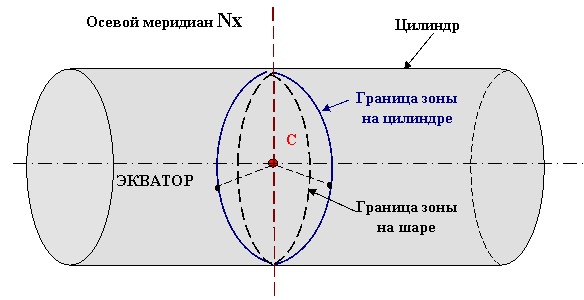 Осевой меридиан Nx
Цилиндр
Граница зоны
на цилиндре
С
ЭКВАТОР
Граница зоны
на шаре